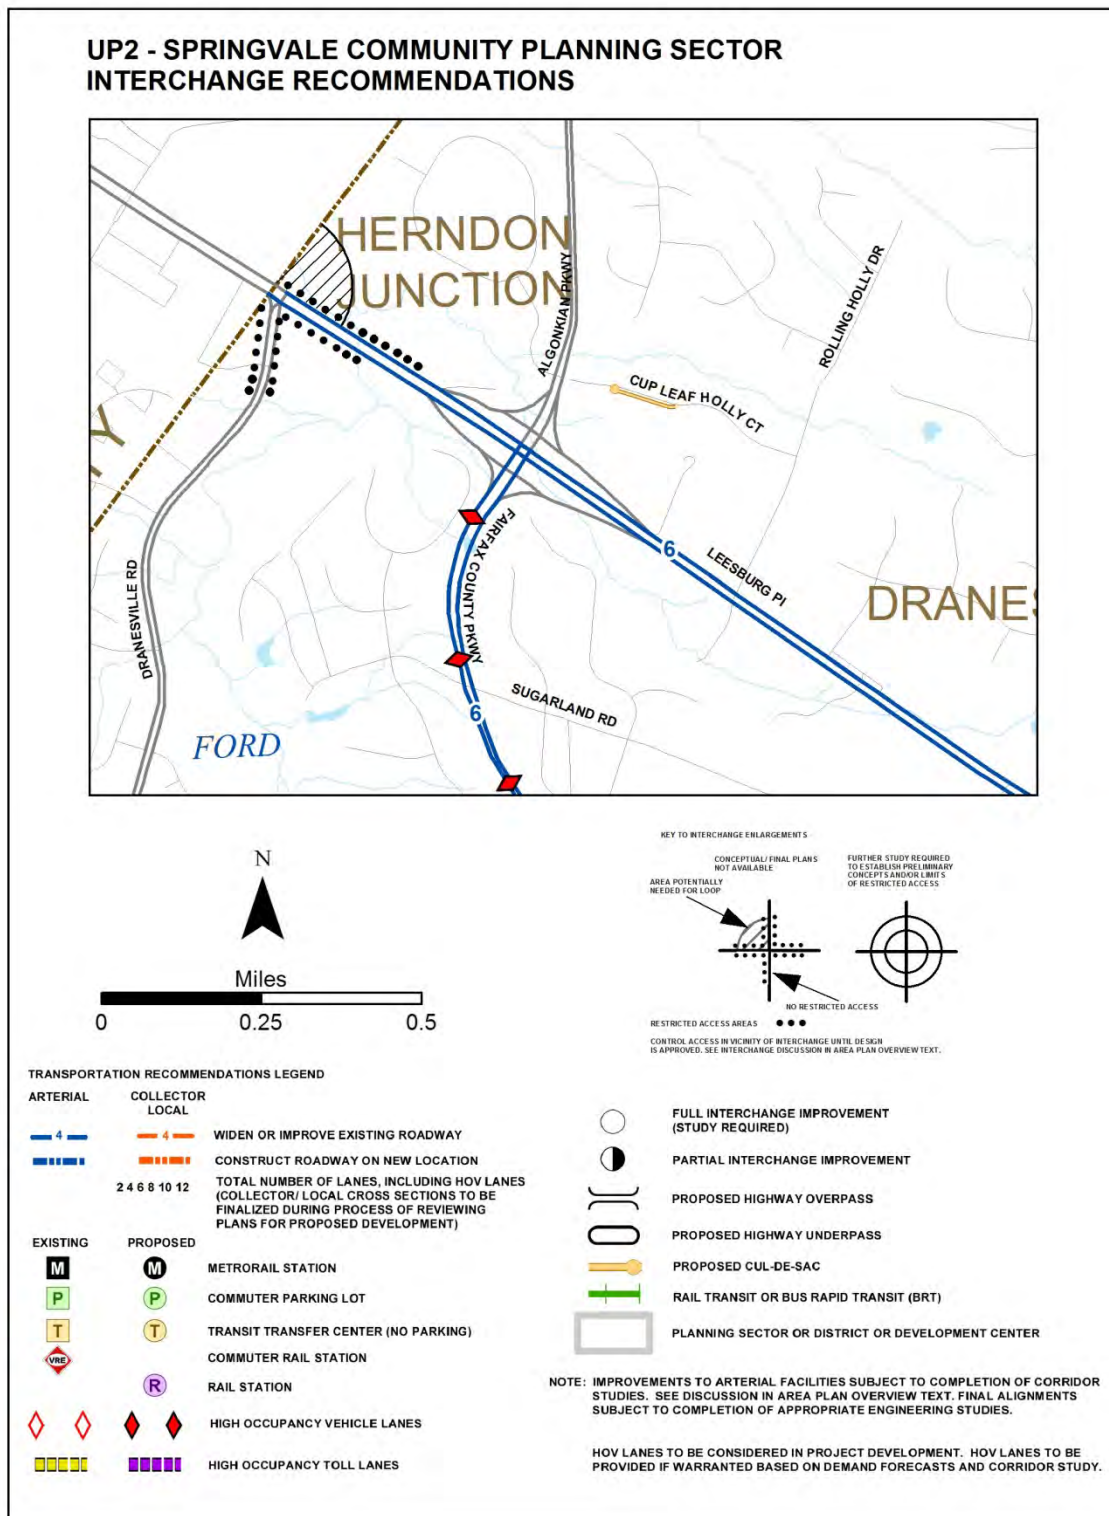 UP2 - SPRINGVALE COMMUNITY PLANNING SECTOR
INTERCHANGE RECOMMENDATIONS
HERNDON
JUNCTION
ALGONKIAN PKWY
ROLLING HOLLY DR
CUP LEAF HOLLY CT
Y
DRANESVILLE RD
FAIRFAX COUNTY PKWY
6
LEESBURG PI
DRANES
SUGARLAND RD
6
FORD
N
Miles
0 0.25 0.5
KEY TO INTERCHANGE ENLARGEMENTS
CONCEPTUAL/ FINAL PLANS
NOT AVAILABLE
FURTHER STUDY REQUIRED
TO ESTABLISH PRELIMINARY
CONCEPTS AND/OR LIMITS
OF RESTRICTED ACCESS
AREA POTENTIALLY
NEEDED FOR LOOP
NO RESTRICTED ACCESS
RESTRICTED ACCESS AREAS
CONTROL ACCESS IN VICINITY OF INTERCHANGE UNTIL DESIGN
IS APPROVED. SEE INTERCHANGE DISCUSSION IN AREA PLAN OVERVIEW TEXT.
TRANSPORTATION RECOMMENDATIONS LEGEND
ARTERIAL
COLLECTOR
LOCAL
4 4 WIDEN OR IMPROVE EXISTING ROADWAY
CONSTRUCT ROADWAY ON NEW LOCATION
2 4 6 8 10 12 TOTAL NUMBER OF LANES, INCLUDING HOV LANES
(COLLECTOR/ LOCAL CROSS SECTIONS TO BE
FINALIZED DURING PROCESS OF REVIEWING
PLANS FOR PROPOSED DEVELOPMENT)
EXISTING PROPOSED
M M METRORAIL STATION
P P COMMUTER PARKING LOT
T T TRANSIT TRANSFER CENTER (NO PARKING)
VRE COMMUTER RAIL STATION
R RAIL STATION
HIGH OCCUPANCY VEHICLE LANES
HIGH OCCUPANCY TOLL LANES
FULL INTERCHANGE IMPROVEMENT
(STUDY REQUIRED)
PARTIAL INTERCHANGE IMPROVEMENT
PROPOSED HIGHWAY OVERPASS
PROPOSED HIGHWAY UNDERPASS
PROPOSED CUL-DE-SAC
RAIL TRANSIT OR BUS RAPID TRANSIT (BRT)
PLANNING SECTOR OR DISTRICT OR DEVELOPMENT CENTER
NOTE: IMPROVEMENTS TO ARTERIAL FACILITIES SUBJECT TO COMPLETION OF CORRIDOR
STUDIES. SEE DISCUSSION IN AREA PLAN OVERVIEW TEXT. FINAL ALIGNMENTS
SUBJECT TO COMPLETION OF APPROPRIATE ENGINEERING STUDIES.
HOV LANES TO BE CONSIDERED IN PROJECT DEVELOPMENT. HOV LANES TO BE
PROVIDED IF WARRANTED BASED ON DEMAND FORECASTS AND CORRIDOR STUDY.